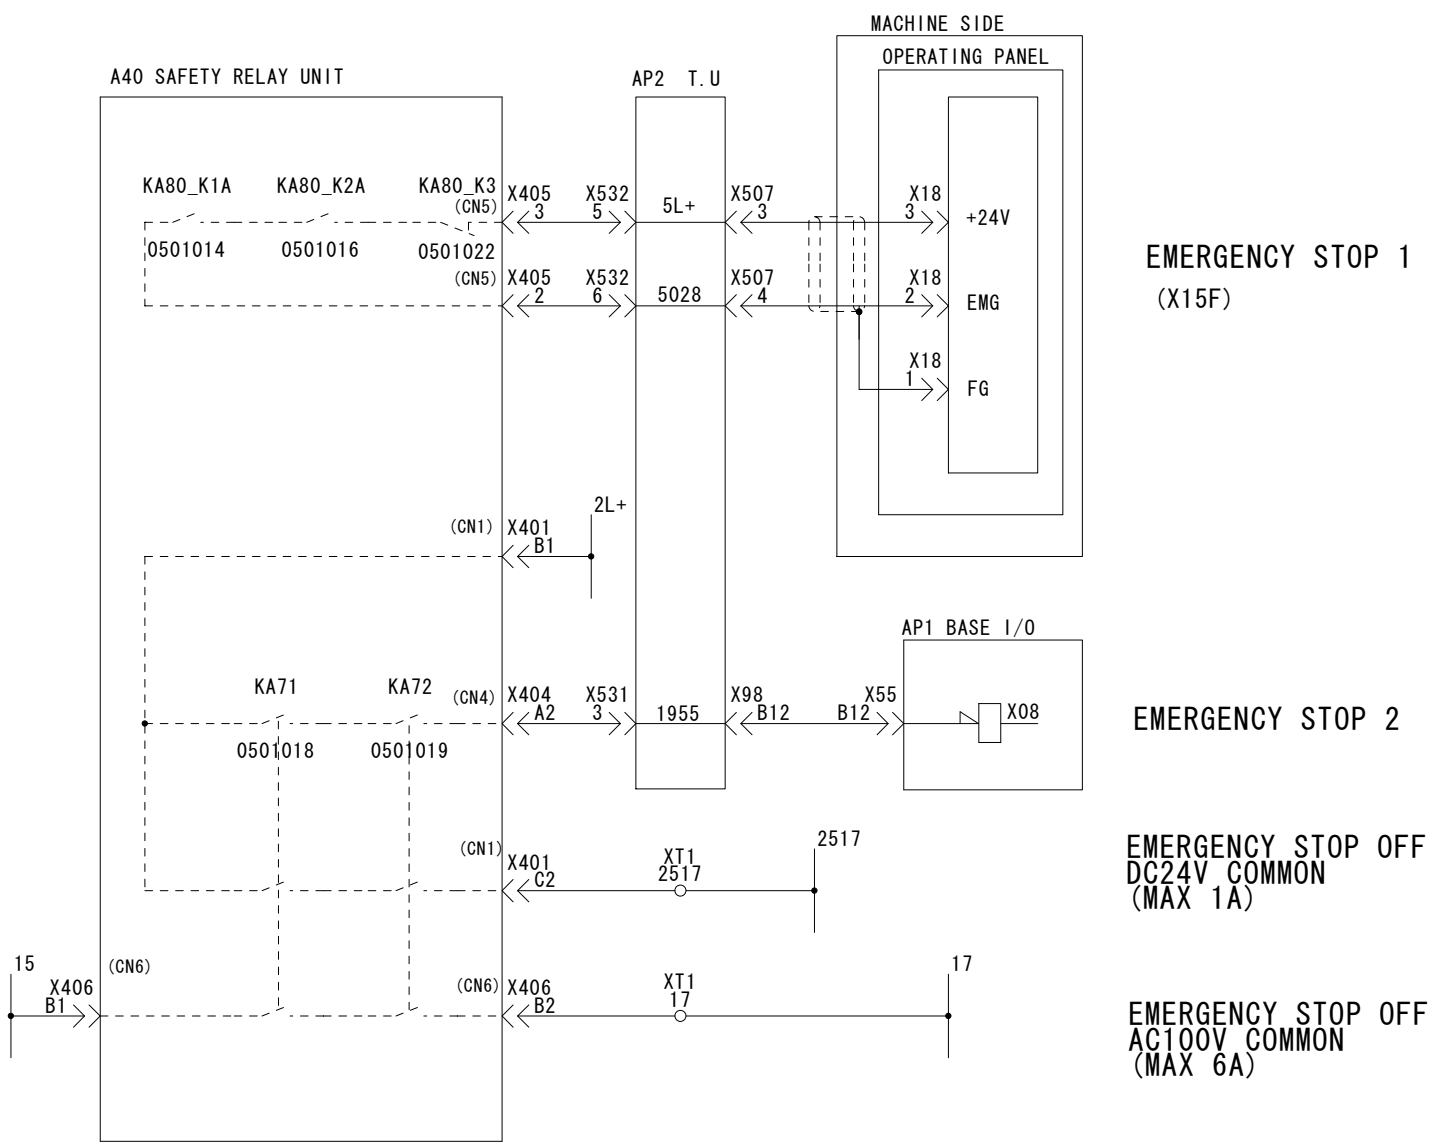 MACHINE SIDE
OPERATING PANEL
A40 SAFETY RELAY UNIT
AP2 T.U
KA80_K1A KA80_K2A KA80_K3
(CN5)
X405 X532 X507 X18
3 5 5L+ 3 3 +24V
0501014 0501016 0501022
EMERGENCY STOP 1
(X15F)
(CN5) X405 X532 X507 X18
2 6 5028 4 2 EMG
X18
1 FG
2L+
(CN1) X401
B1
AP1 BASE I/O
KA71 KA72 (CN4) X404 X531 X98 X55
A2 3 1955 B12 B12 X08
0501018 0501019
EMERGENCY STOP 2
2517
(CN1) X401 XT1
C2 2517
EMERGENCY STOP OFF
DC24V COMMON
(MAX 1A)
15 (CN6) 17
X406 (CN6) X406 XT1
B1 B2 17
EMERGENCY STOP OFF
AC100V COMMON
(MAX 6A)